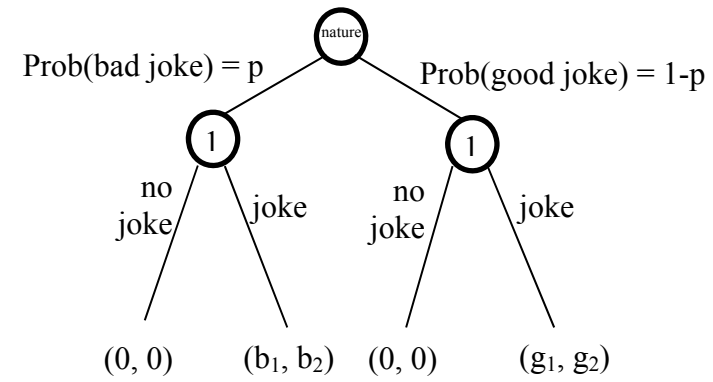 nature
Prob(bad joke) = p
Prob(good joke) = 1-p
1
1
no
joke
joke
no
joke
joke
(0, 0)
(b₁, b₂)
(0, 0)
(g₁, g₂)